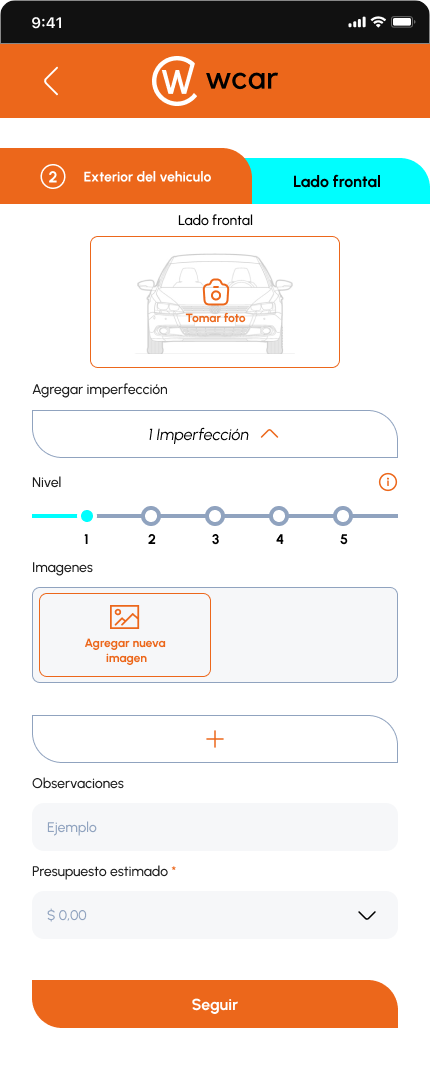 9:41
wcar
2 Exterior del vehiculo
Lado frontal
Lado frontal
Tomar foto
Agregar imperfección
1 Imperfección
Nivel
1 2 3 4 5
Imagenes
Agregar nueva
imagen
Observaciones
Ejemplo
Presupuesto estimado *
$ 0,00
Seguir